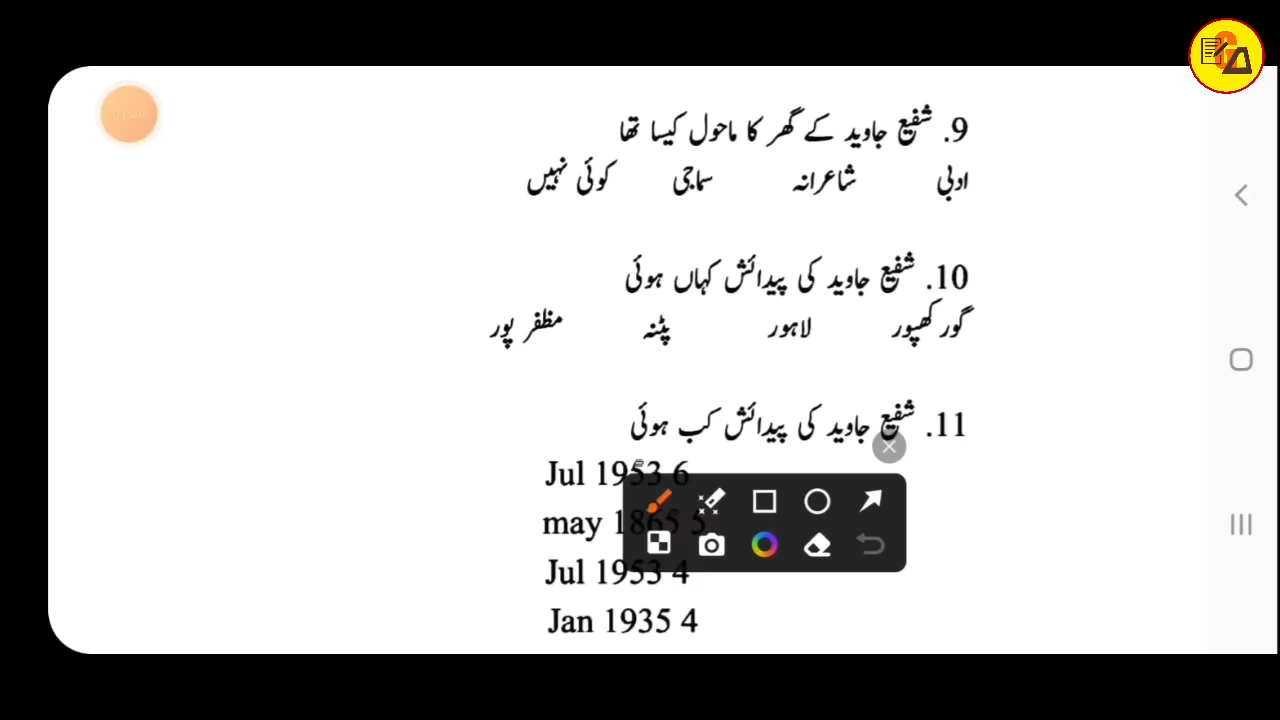 9. شفیع جاوید کے گھر کا ماحول کیسا تھا
ادبی شاعرانہ سماجی کوئی نہیں
10. شفیع جاوید کی پیدائش کہاں ہوئی
گورکھپور لاہور پٹنہ مظفر پور
11. شفیع جاوید کی پیدائش کب ہوئی
Jul 1953 6
may 1865 5
Jul 1953 4
Jan 1935 4